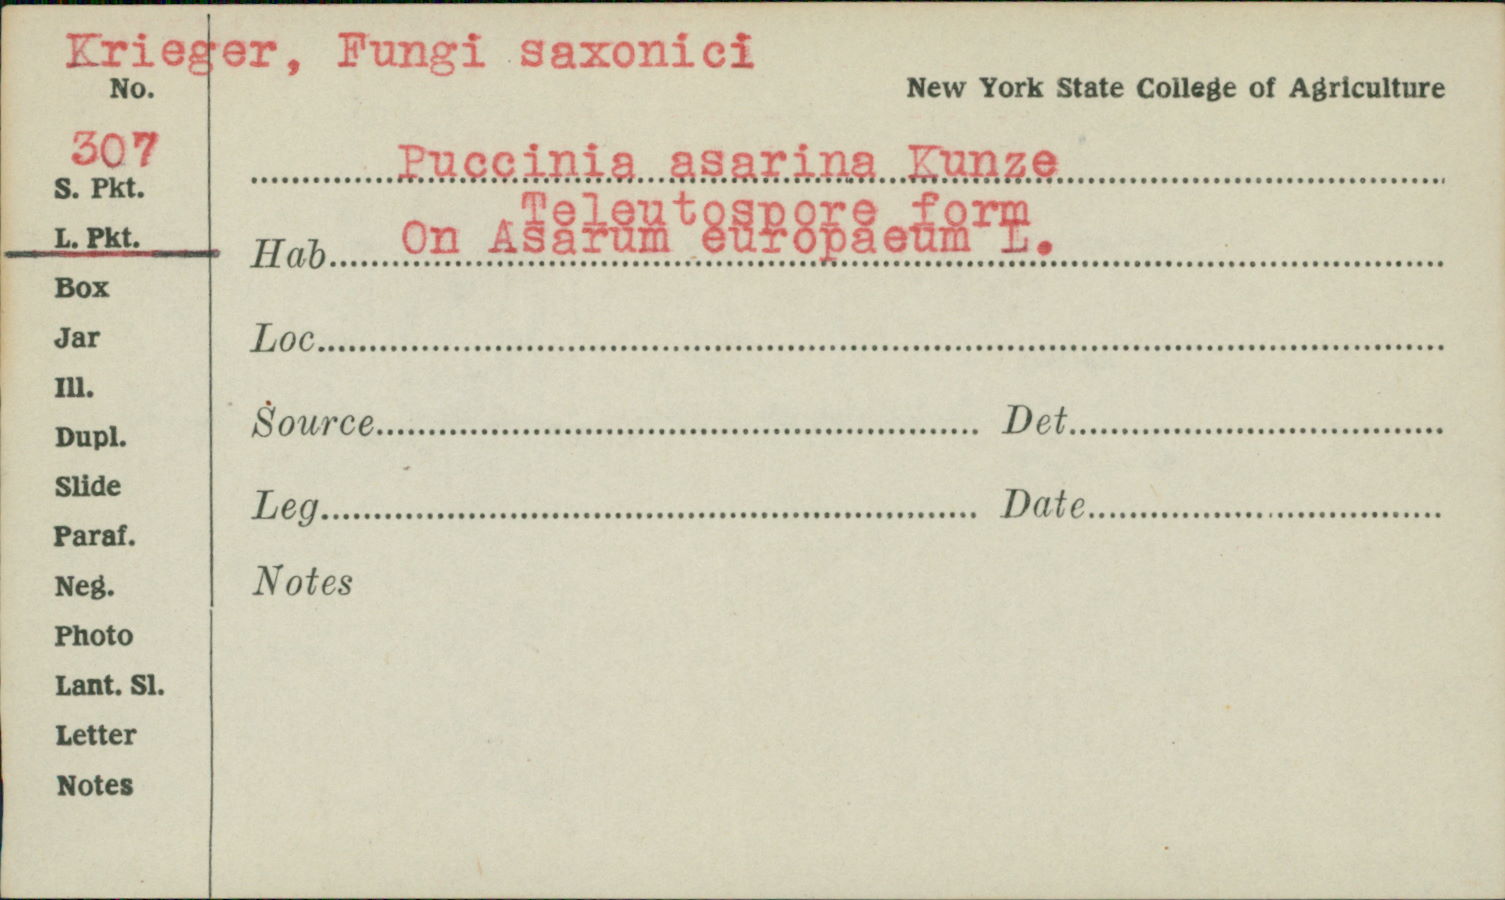 Krieger, Fungi saxonici
No.
New York State College of Agriculture
307
Puccinia asarina Kunze
S. Pkt.
Teleutospore form
L. Pkt.
Hab. On Asarum europaeum L.
Box
Jar
Loc.
Ill.
Source Det.
Dupl.
Slide
Leg. Date
Paraf.
Neg.
Notes
Photo
Lant. Sl.
Letter
Notes